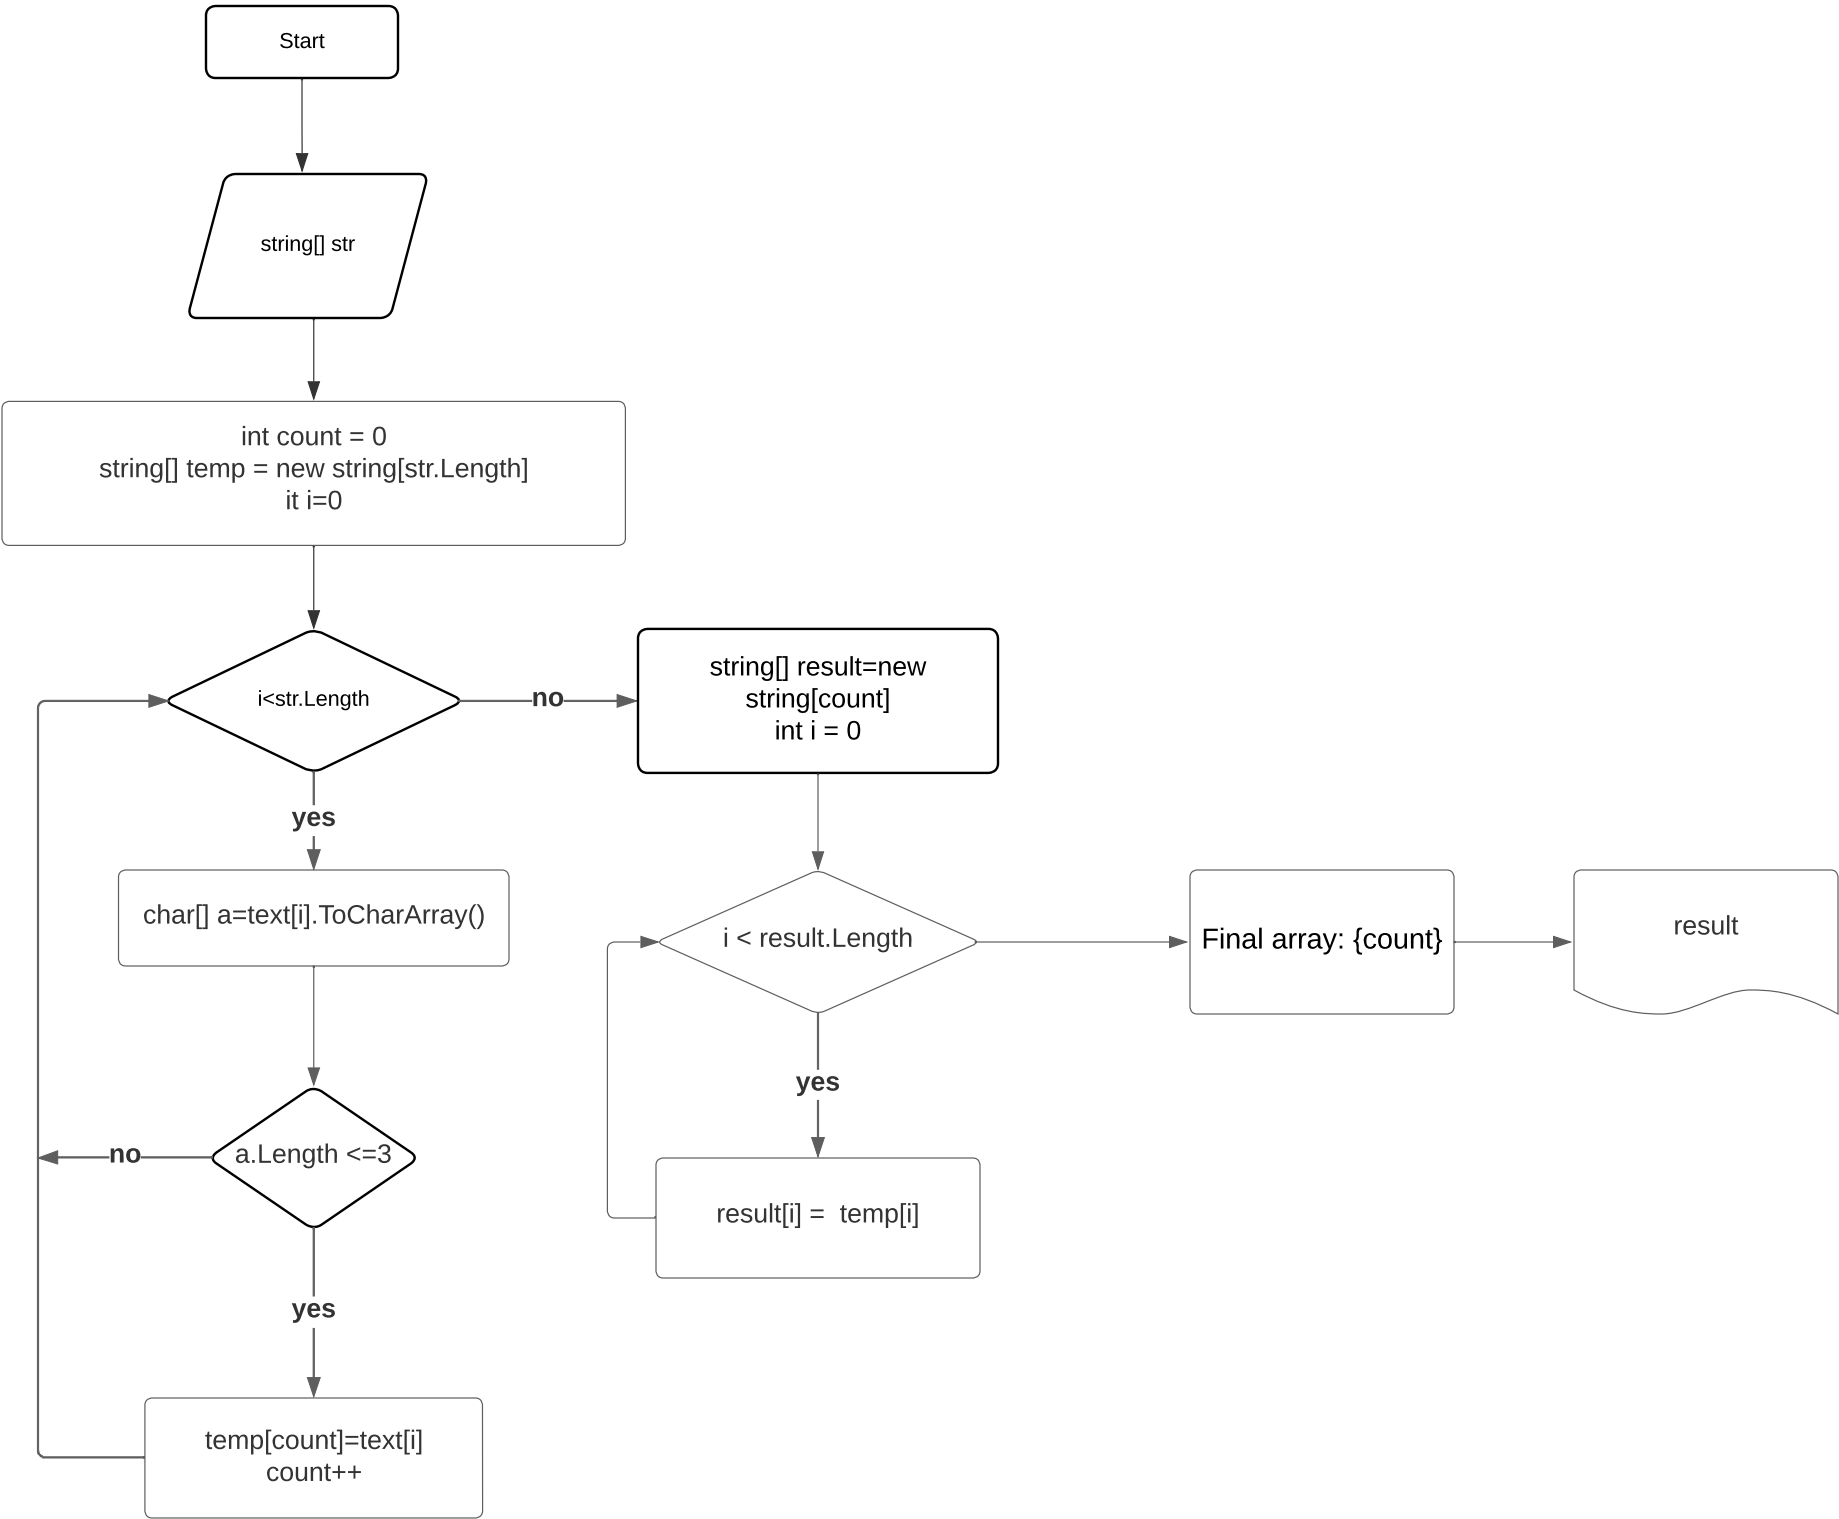 Start
string[] str
int count = 0
string[] temp = new string[str.Length]
it i=0
i<str.Length
no
string[] result=new
string[count]
int i = 0
yes
char[] a=text[i].ToCharArray()
i < result.Length
Final array: {count}
result
yes
no
a.Length <=3
result[i] =  temp[i]
yes
temp[count]=text[i]
count++